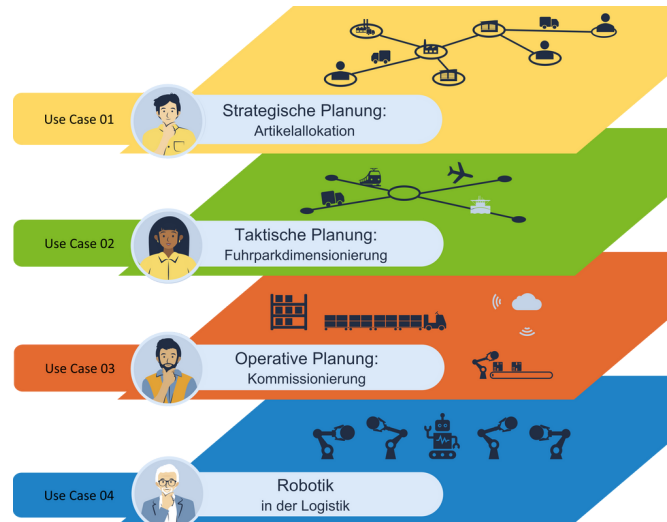 Use Case 01
Strategische Planung:
Artikelallokation
Use Case 02
Taktische Planung:
Fuhrparkdimensionierung
Use Case 03
Operative Planung:
Kommissionierung
Use Case 04
Robotik
in der Logistik